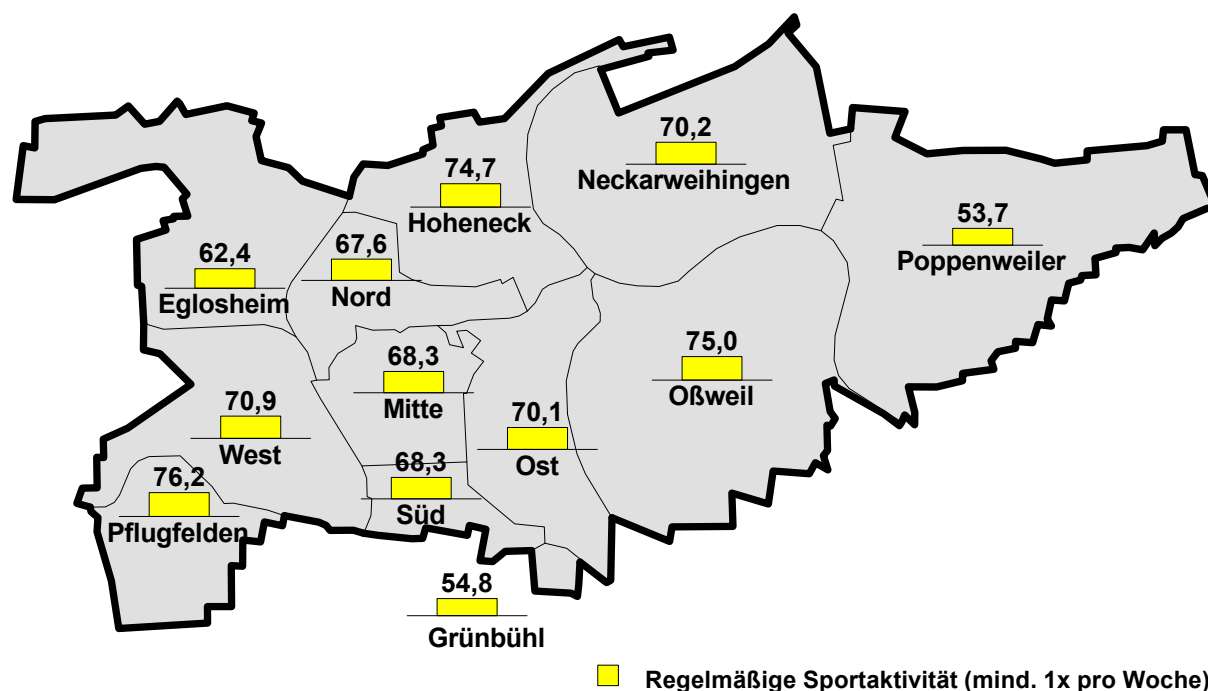 70,2
Neckarweihingen
74,7
Hoheneck
53,7
Poppenweiler
67,6
Nord
62,4
Eglosheim
75,0
Oßweil
68,3
Mitte
70,9
West
70,1
Ost
68,3
Süd
76,2
Pflugfelden
54,8
Grünbühl
Regelmäßige Sportaktivität (mind. 1x pro Woche)